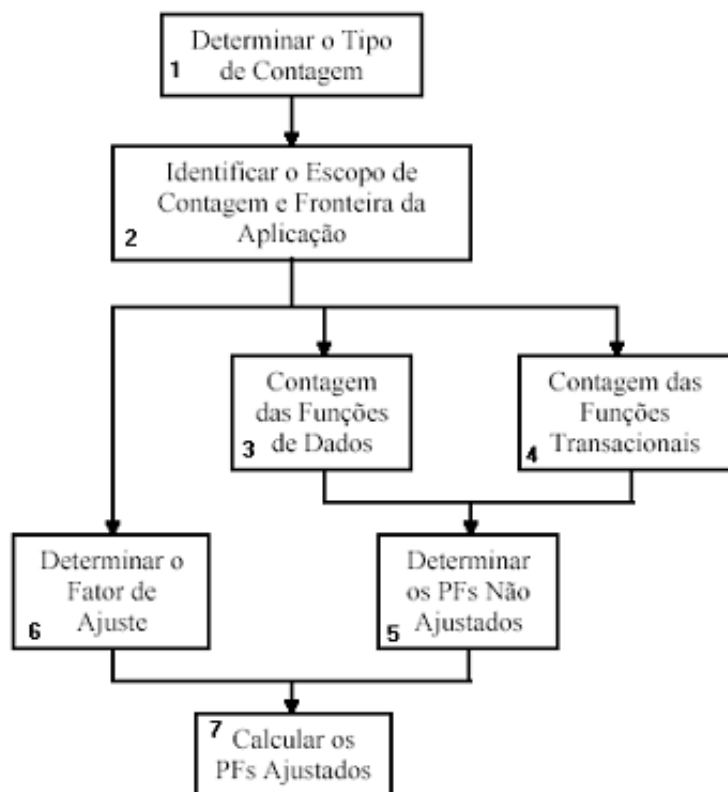 Determinar o Tipo
1 de Contagem
Identificar o Escopo de
Contagem e Fronteira da
2 Aplicação
Contagem
das Funções
3 de Dados
Contagem das
Funções
4 Transacionais
Determinar o
Fator de
6 Ajuste
Determinar
os PFs Não
5 Ajustados
7 Calcular os
PFs Ajustados